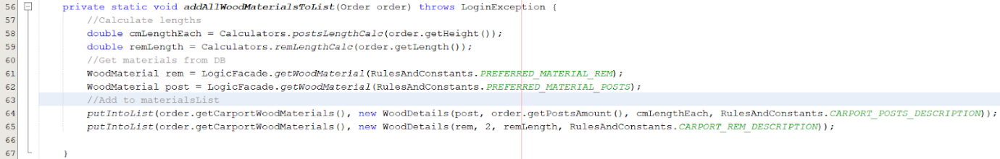 56 private static void addAllWoodMaterialsToList(Order order) throws LoginException {
57 //Calculate lengths
58 double cmLengthEach = Calculators.postsLengthCalc(order.getHeight());
59 double remLength = Calculators.remLengthCalc(order.getLength());
60 //Get materials from DB
61 WoodMaterial rem = LogicFacade.getWoodMaterial(RulesAndConstants.PREFERRED_MATERIAL_REM);
62 WoodMaterial post = LogicFacade.getWoodMaterial(RulesAndConstants.PREFERRED_MATERIAL_POSTS);
63 //Add to materialsList
64 putIntoList(order.getCarportWoodMaterials(), new WoodDetails(post, order.getPostsAmount(), cmLengthEach, RulesAndConstants.CARPORT_POSTS_DESCRIPTION));
65 putIntoList(order.getCarportWoodMaterials(), new WoodDetails(rem, 2, remLength, RulesAndConstants.CARPORT_REM_DESCRIPTION));
66
67 }